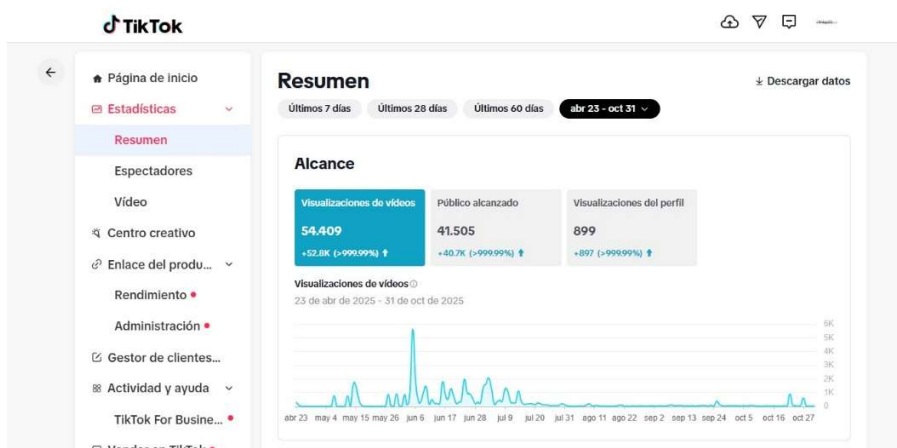 TikTok
Página de inicio
Estadísticas
Resumen
Espectadores
Vídeo
Centro creativo
Enlace del produ...
Rendimiento
Administración
Gestor de clientes...
Actividad y ayuda
TikTok For Busine...
Resumen
Descargar datos
Últimos 7 días Últimos 28 días Últimos 60 días abr 23 - oct 31
Alcance
Visualizaciones de vídeos Público alcanzado Visualizaciones del perfil
54.409 41.505 899
+52.8K (>999.99%) +40.7K (>999.99%) +897 (>999.99%)
Visualizaciones de vídeos
23 de abr de 2025 - 31 de oct de 2025
6K
5K
4K
3K
2K
1K
0
abr 23 may 4 may 15 may 26 jun 6 jun 17 jun 28 jul 9 jul 20 jul 31 ago 11 ago 22 sep 2 sep 13 sep 24 oct 5 oct 16 oct 27